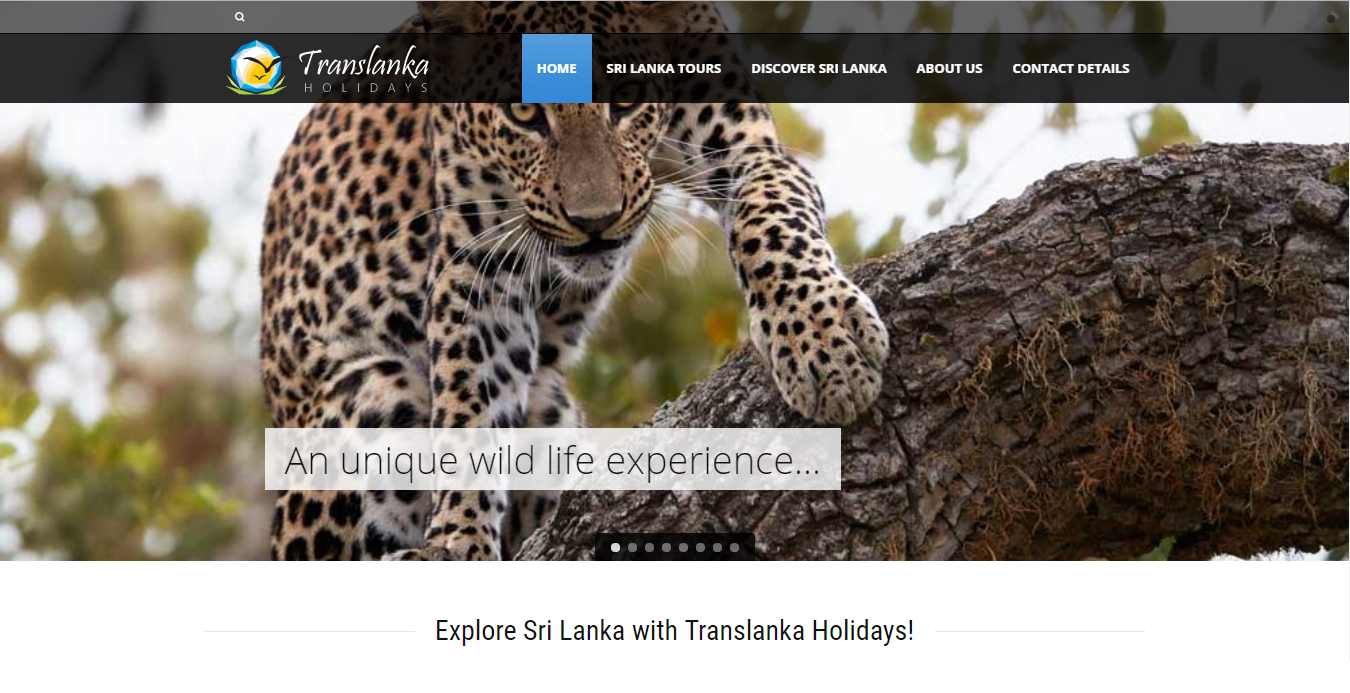 Translanka
HOLIDAYS
HOME
SRI LANKA TOURS
DISCOVER SRI LANKA
ABOUT US
CONTACT DETAILS
An unique wild life experience...
Explore Sri Lanka with Translanka Holidays!